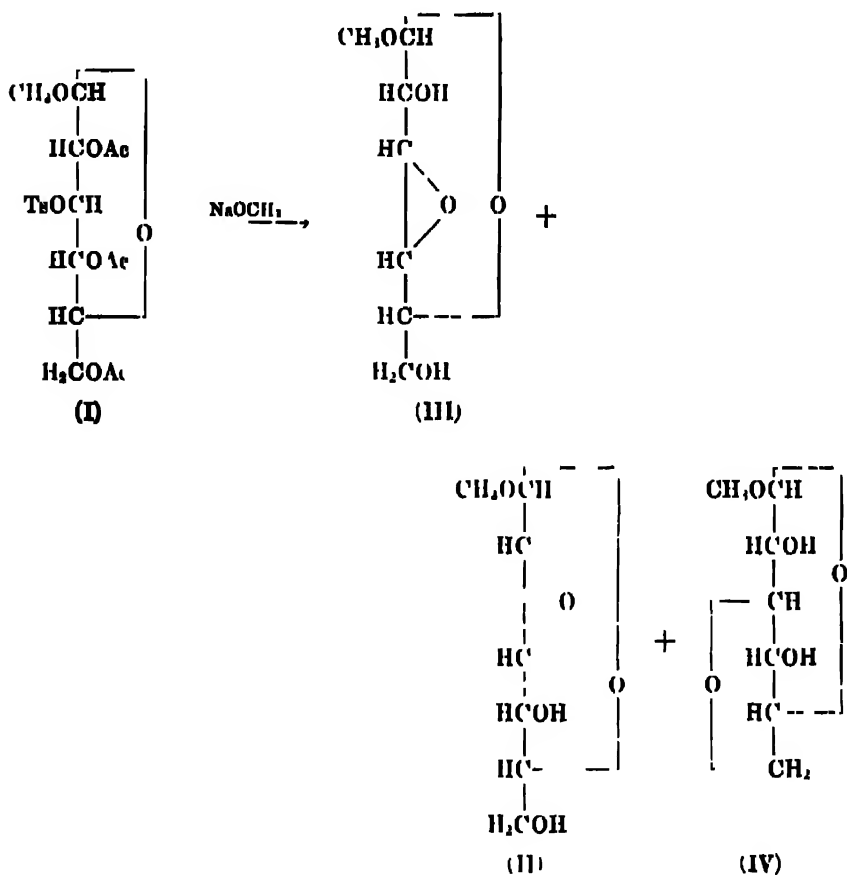 CH₃OCH
HCOAc
TsOCH
O
HCOAc
HC
H₂COAc
(I)
NaOCH₃
CH₃OCH
HCOH
HC
O O
HC
HC
H₂COH
(III)
+
CH₃OCH
HC
O
HC
O
HCOH
HC
H₂COH
(II)
+
CH₃OCH
HCOH
O
CH
HCOH
O
HC
CH₂
(IV)